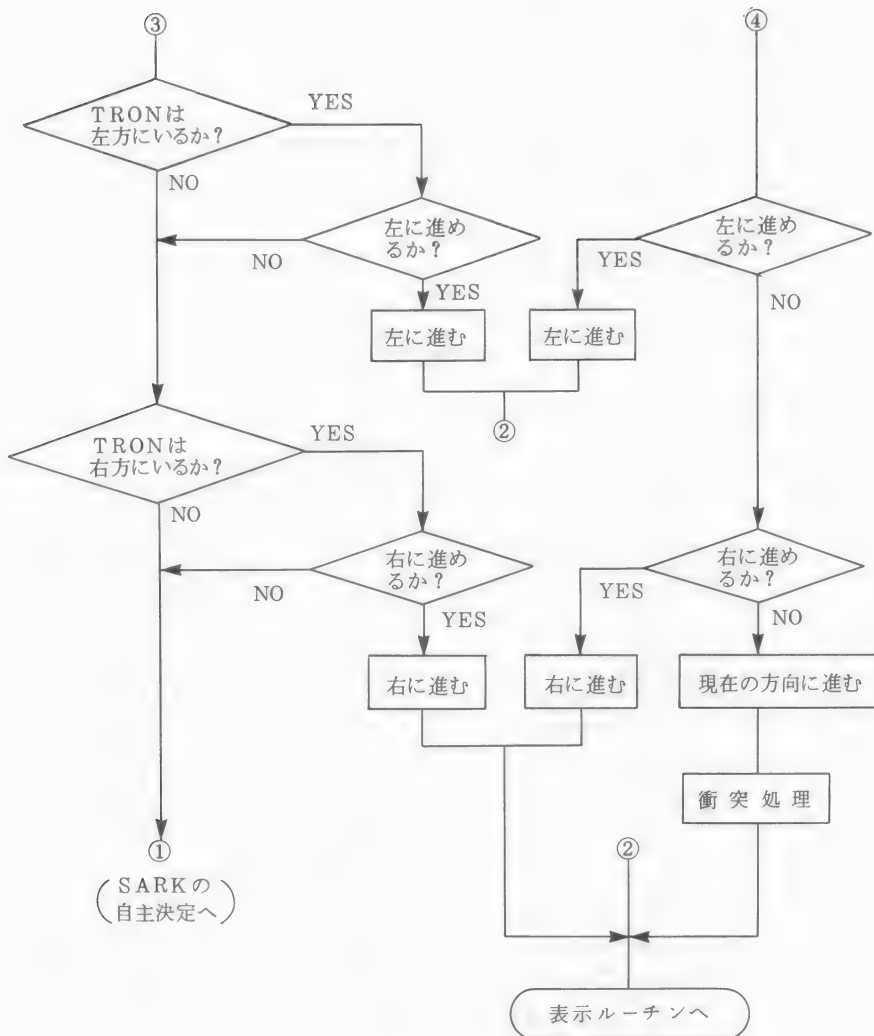 ③
④
TRONは
左方にいるか？
YES
NO
左に進め
るか？
NO
YES
左に進め
るか？
YES
NO
左に進む
左に進む
②
TRONは
右方にいるか？
YES
NO
右に進め
るか？
NO
YES
右に進め
るか？
YES
NO
右に進む
右に進む
現在の方向に進む
衝突処理
①
(SARKの
自主決定へ)
②
表示ルーチンへ